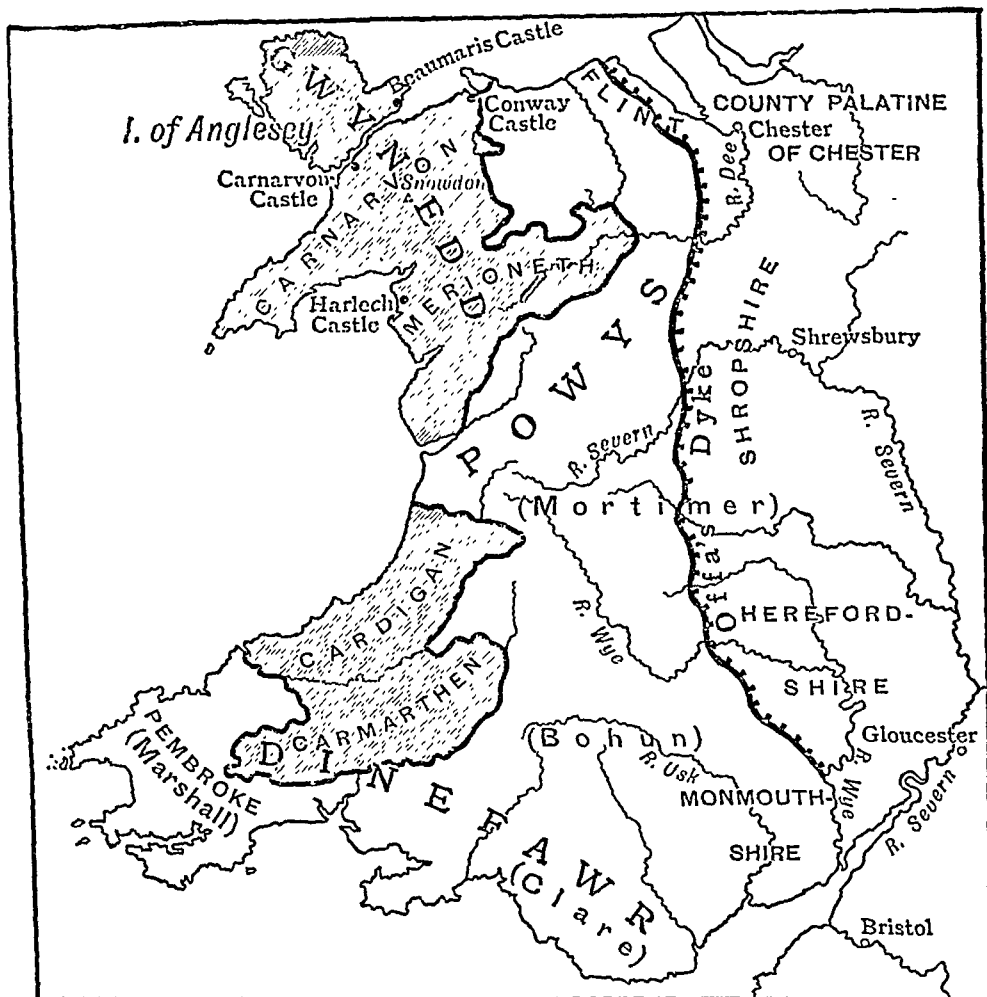 GWYNEDD
Beaumaris Castle
I. of Anglesey
Conway
Castle
FLINT
COUNTY PALATINE
Chester
OF CHESTER
R. Dee
Carnarvon
Castle
Snowdon
CARNARVON
MERIONETH
Harlech
Castle
POWYS
Offa's Dyke
SHROPSHIRE
Shrewsbury
R. Severn
R. Severn
(Mortimer)
CARDIGAN
R. Wye
HEREFORD-
SHIRE
CARMARTHEN
PEMBROKE
(Marshall)
DINEFAWR
(Bohun)
R. Usk
MONMOUTH-
SHIRE
R. Wye
Gloucester
R. Severn
(Clare)
Bristol